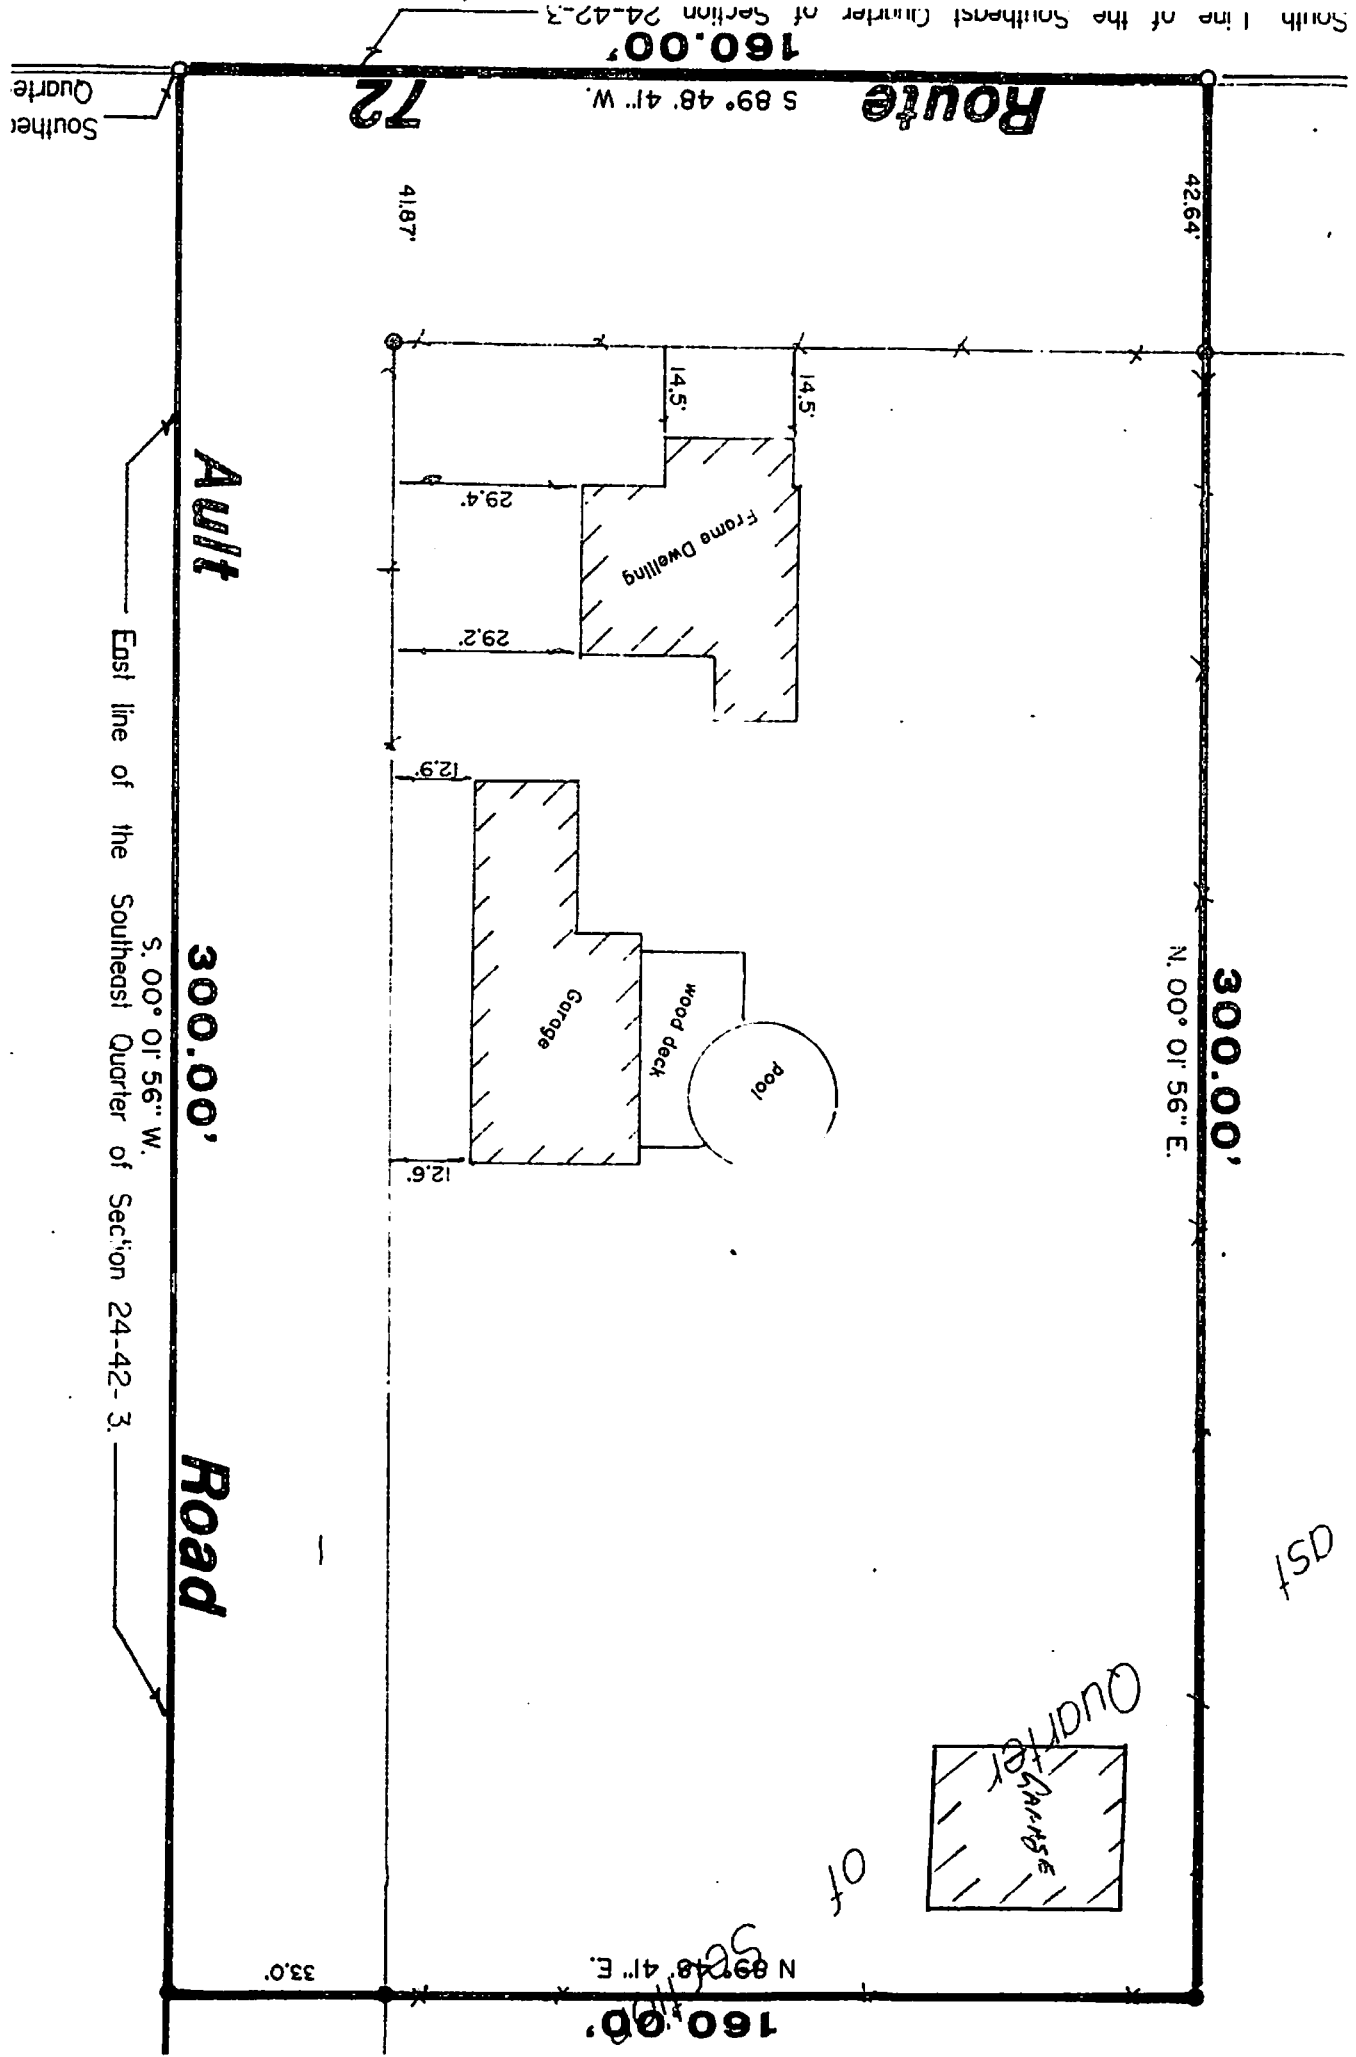 South Line of the Southeast Quarter of Section 24-42-3
160.00'
S 89° 48' 41" W.
Route 72
Quarte
Southea
41.87'
42.64'
14.5'
14.5'
29.4'
Frame Dwelling
29.2'
12.9'
Garage
wood deck
pool
12.6'
Ault Road
300.00'
S. 00° 01' 56" W.
East line of the Southeast Quarter of Section 24-42-3.
300.00'
N. 00° 01' 56" E.
ast
Quarter
of
Section
GARAGE
33.0'
N 89° 48' 41" E.
160.00'